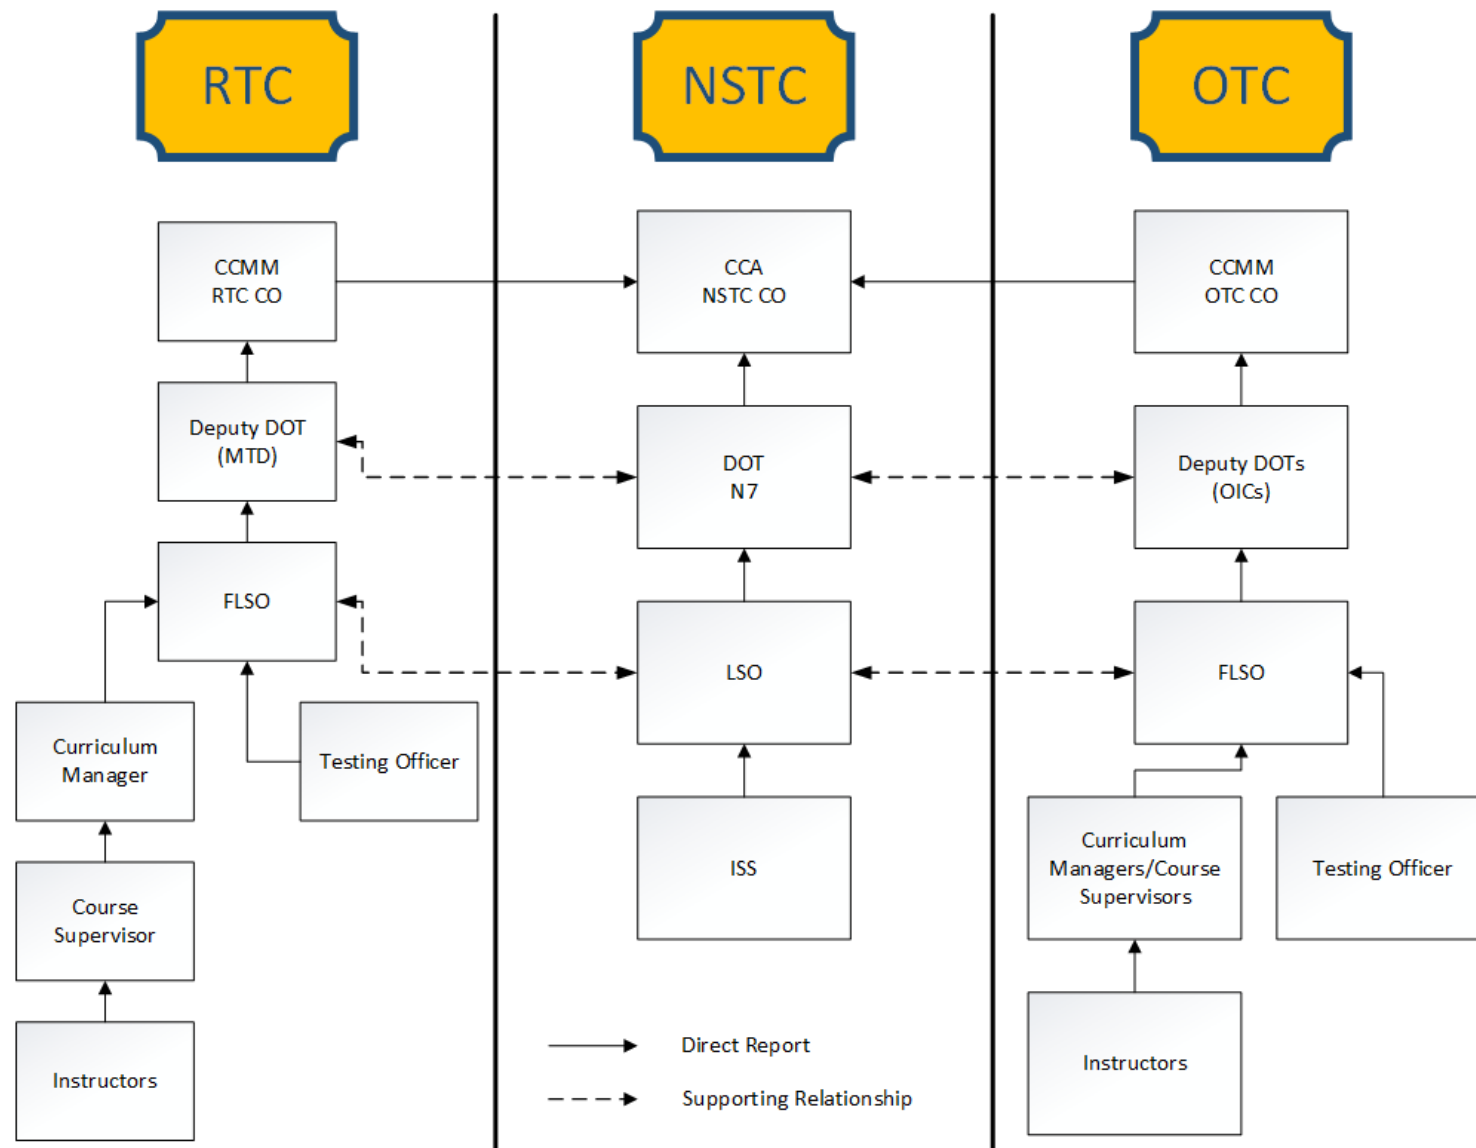 RTC
NSTC
OTC
CCMM
RTC CO
CCA
NSTC CO
CCMM
OTC CO
Deputy DOT
(MTD)
DOT
N7
Deputy DOTs
(OICs)
FLSO
LSO
FLSO
Curriculum
Manager
Testing Officer
ISS
Curriculum
Managers/Course
Supervisors
Testing Officer
Course
Supervisor
Instructors
Instructors
Direct Report
Supporting Relationship